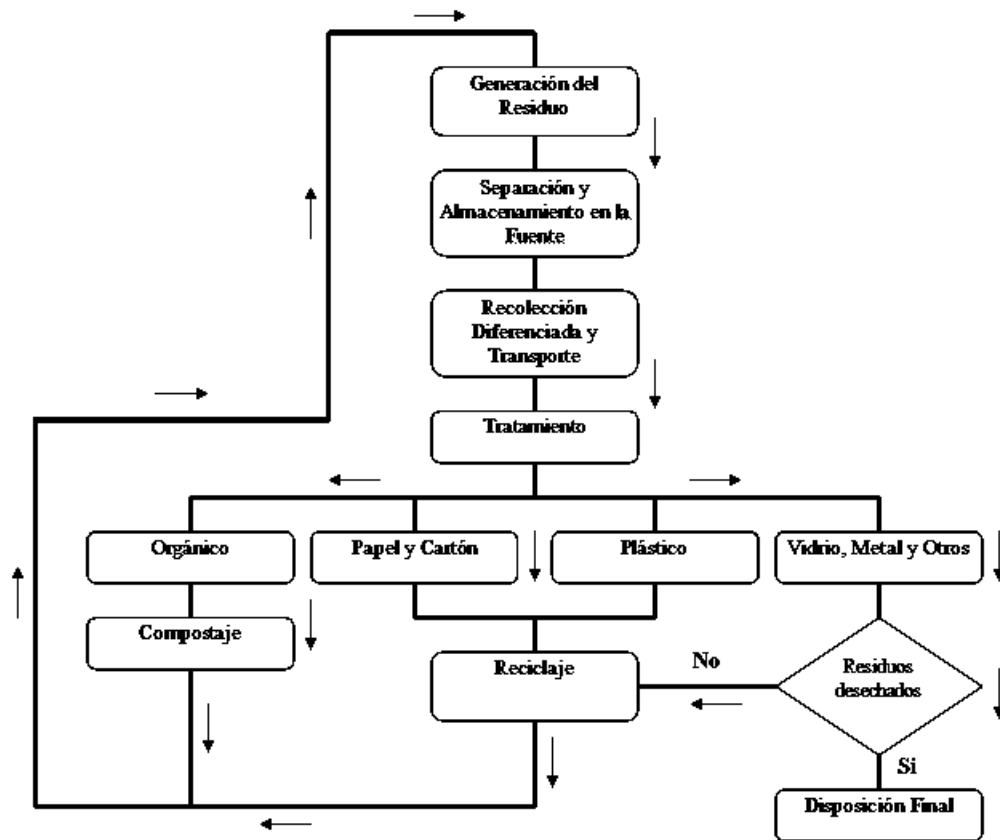 Generación del
Residuo
Separación y
Almacenamiento en la
Fuente
Recolección
Diferenciada y
Transporte
Tratamiento
Orgánico
Papel y Cartón
Plástico
Vidrio, Metal y Otros
Compostaje
Reciclaje
No
Residuos
desechados
Si
Disposición Final